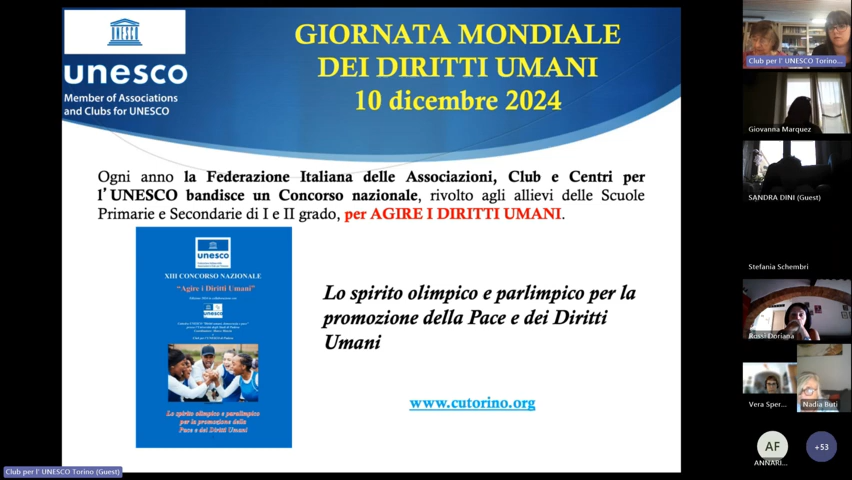 unesco
Member of Associations
and Clubs for UNESCO
GIORNATA MONDIALE
DEI DIRITTI UMANI
10 dicembre 2024
Ogni anno la Federazione Italiana delle Associazioni, Club e Centri per
l'UNESCO bandisce un Concorso nazionale, rivolto agli allievi delle Scuole
Primarie e Secondarie di I e II grado, per AGIRE I DIRITTI UMANI.
unesco
XIII CONCORSO NAZIONALE
"Agire i Diritti Umani"
unesco
Lo spirito olimpico e paralimpico
per la promozione della
Pace e dei Diritti Umani
Lo spirito olimpico e parlimpico per la
promozione della Pace e dei Diritti
Umani
www.cutorino.org
Club per l' UNESCO Torino (Guest)
Club per l' UNESCO Torino...
Giovanna Marquez
SANDRA DINI (Guest)
Stefania Schembri
Rossi Doriana
Vera Sper...
Nadia Buti
AF
ANNARI...
+53